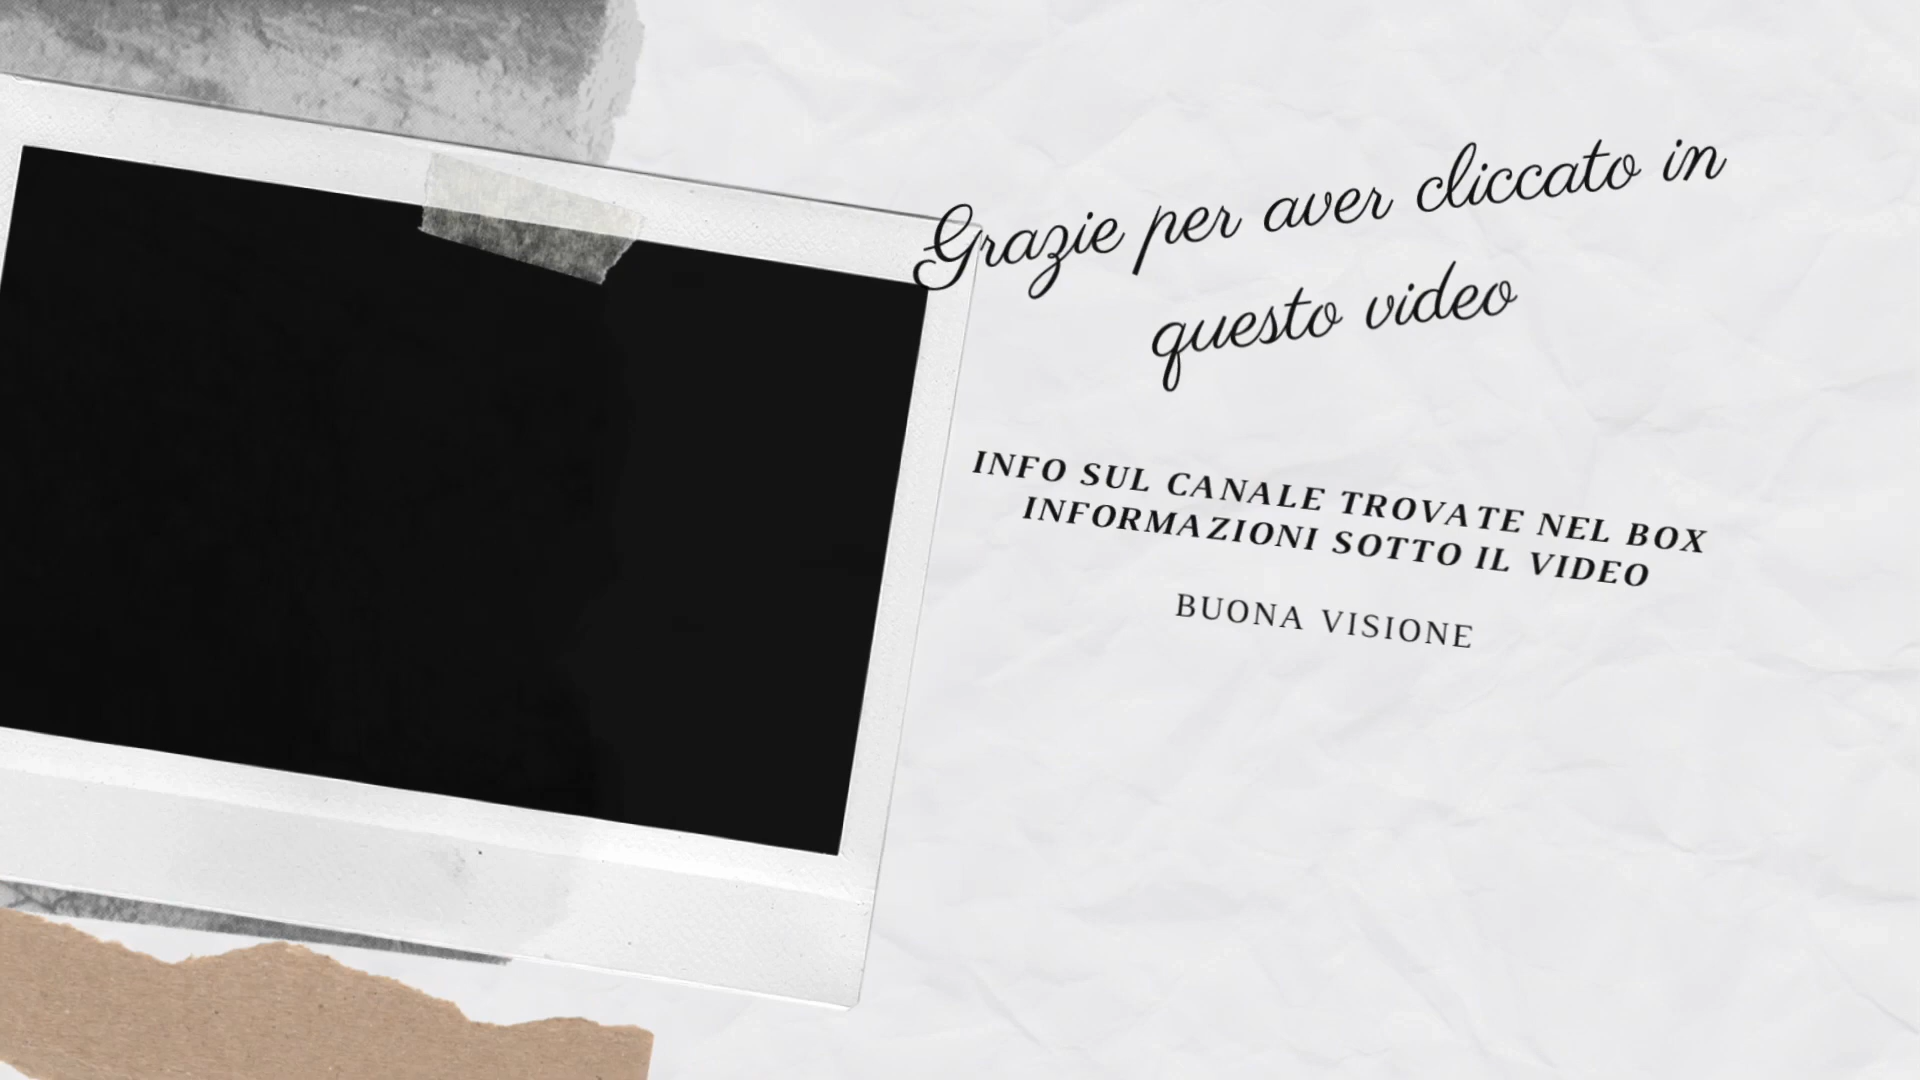 Grazie per aver cliccato in
questo video
INFO SUL CANALE TROVATE NEL BOX
INFORMAZIONI SOTTO IL VIDEO
BUONA VISIONE